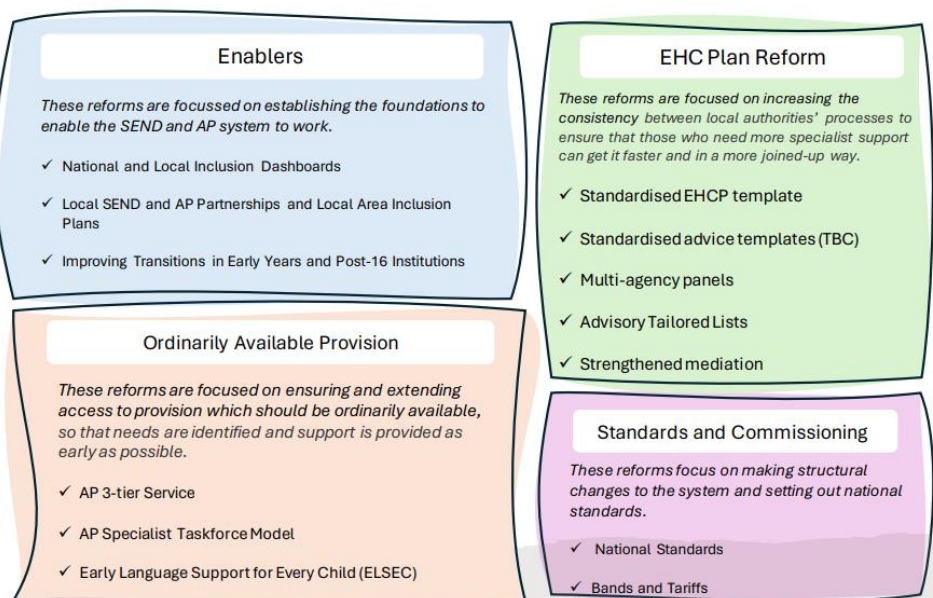 Enablers
These reforms are focussed on establishing the foundations to
enable the SEND and AP system to work.
✓ National and Local Inclusion Dashboards
✓ Local SEND and AP Partnerships and Local Area Inclusion
Plans
✓ Improving Transitions in Early Years and Post-16 Institutions
EHC Plan Reform
These reforms are focused on increasing the
consistency between local authorities’ processes to
ensure that those who need more specialist support
can get it faster and in a more joined-up way.
✓ Standardised EHCP template
✓ Standardised advice templates (TBC)
✓ Multi-agency panels
✓ Advisory Tailored Lists
✓ Strengthened mediation
Ordinarily Available Provision
These reforms are focused on ensuring and extending
access to provision which should be ordinarily available,
so that needs are identified and support is provided as
early as possible.
✓ AP 3-tier Service
✓ AP Specialist Taskforce Model
✓ Early Language Support for Every Child (ELSEC)
Standards and Commissioning
These reforms focus on making structural
changes to the system and setting out national
standards.
✓ National Standards
✓ Bands and Tariffs